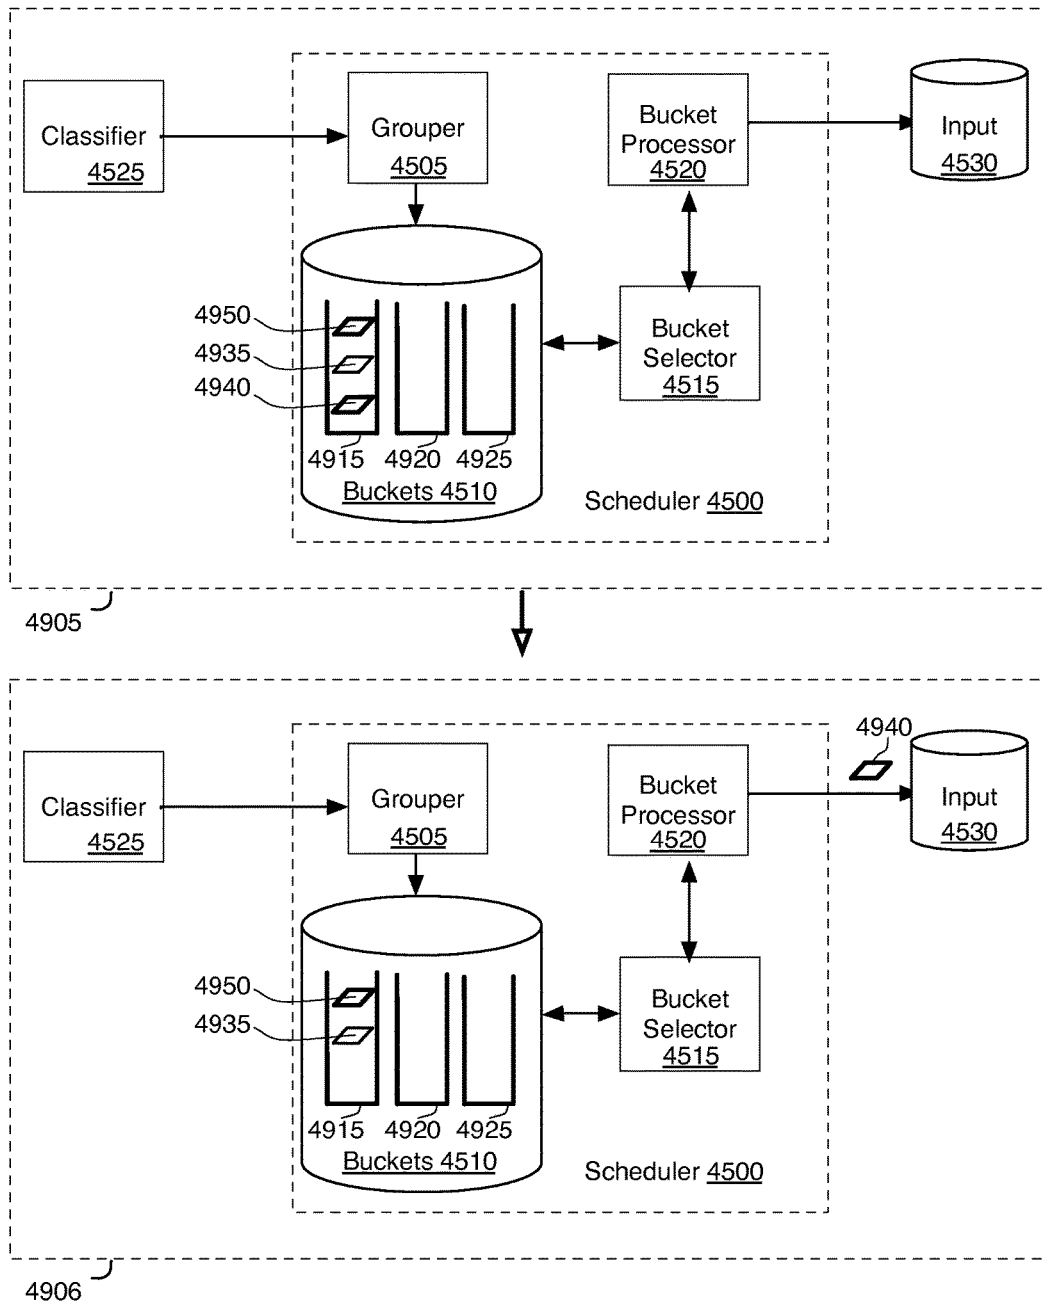 Classifier
4525
Grouper
4505
Bucket
Processor
4520
Input
4530
4950
4935
4940
Bucket
Selector
4515
4915
4920
4925
Buckets 4510
Scheduler 4500
4905
4940
Classifier
4525
Grouper
4505
Bucket
Processor
4520
Input
4530
4950
4935
Bucket
Selector
4515
4915
4920
4925
Buckets 4510
Scheduler 4500
4906